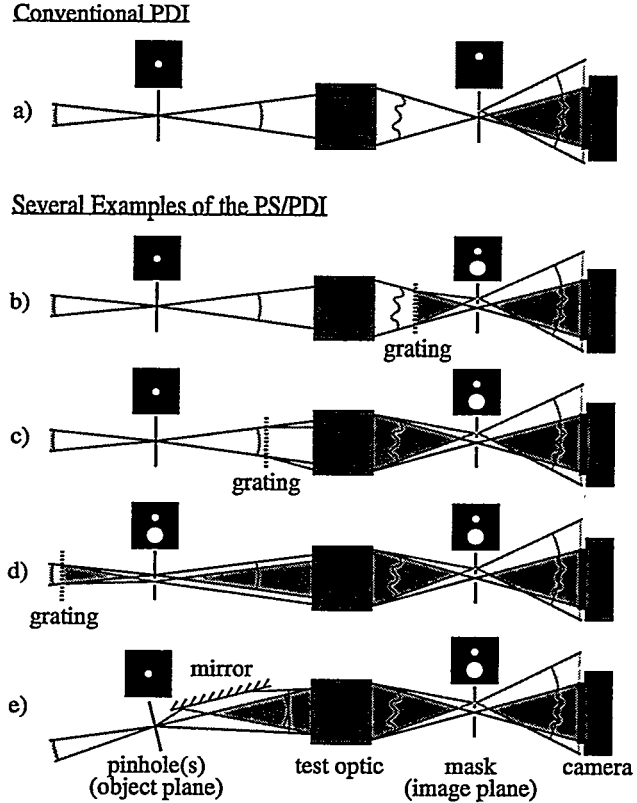 Conventional PDI
a)
Several Examples of the PS/PDI
b)
grating
c)
grating
d)
grating
mirror
e)
pinhole(s)
(object plane)
test optic
mask
(image plane)
camera